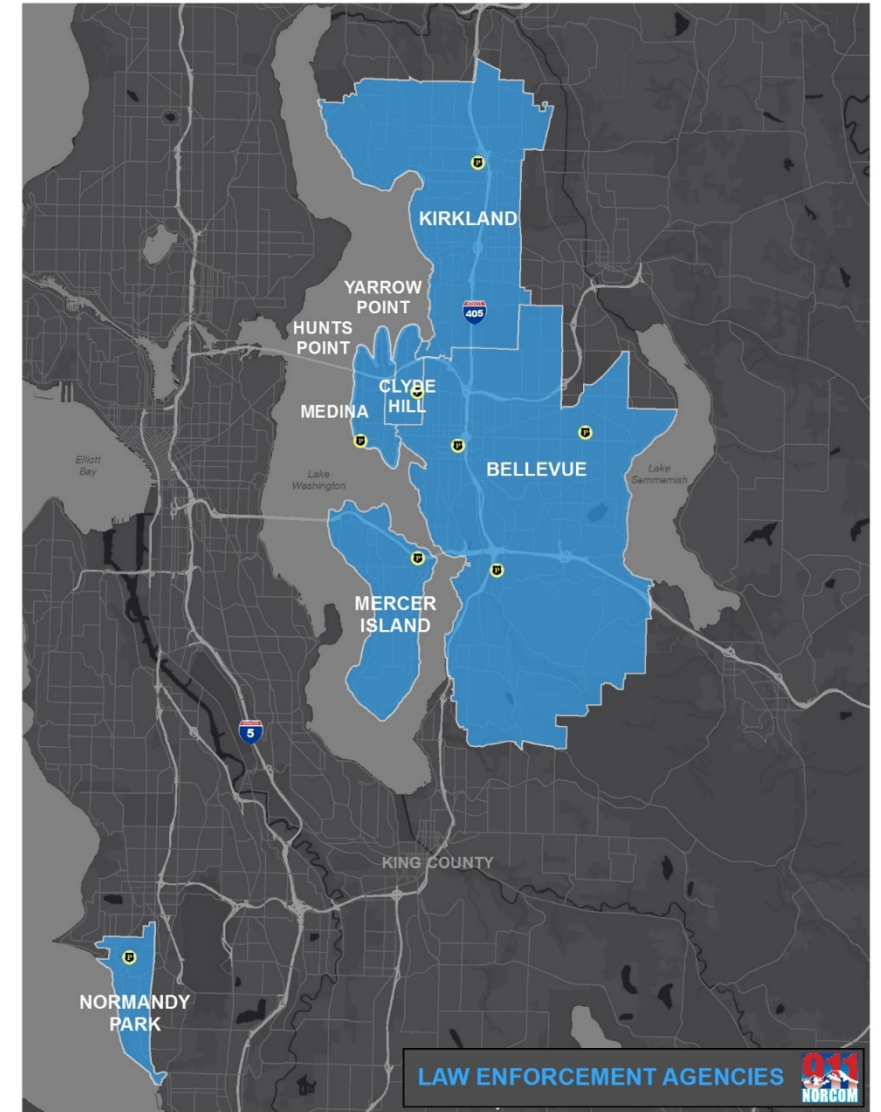 KIRKLAND
YARROW
POINT
405
HUNTS
POINT
CLYDE
HILL
MEDINA
Elliott
Bay
Lake
Washington
BELLEVUE
Lake
Sammamish
MERCER
ISLAND
5
KING COUNTY
NORMANDY
PARK
LAW ENFORCEMENT AGENCIES
911
NORCOM